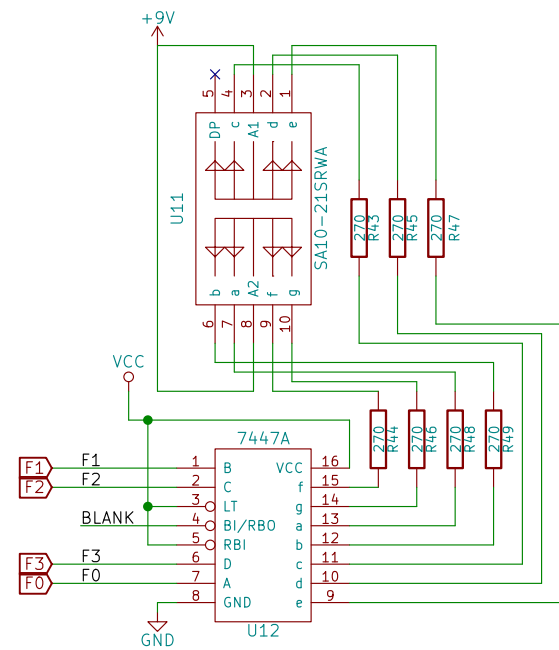 +9V
5 4 3 2 1
DP c A1 d e
U11
SA10-21SRWA
b a A2 f g
6 7 8 9 10
270 R43
270 R45
270 R47
VCC
270 R44
270 R46
270 R48
270 R49
7447A
F1 F1 1 B VCC 16
F2 F2 2 C f 15
3 LT g 14
BLANK 4 BI/RBO a 13
5 RBI b 12
F3 F3 6 D c 11
F0 F0 7 A d 10
8 GND e 9
GND
U12